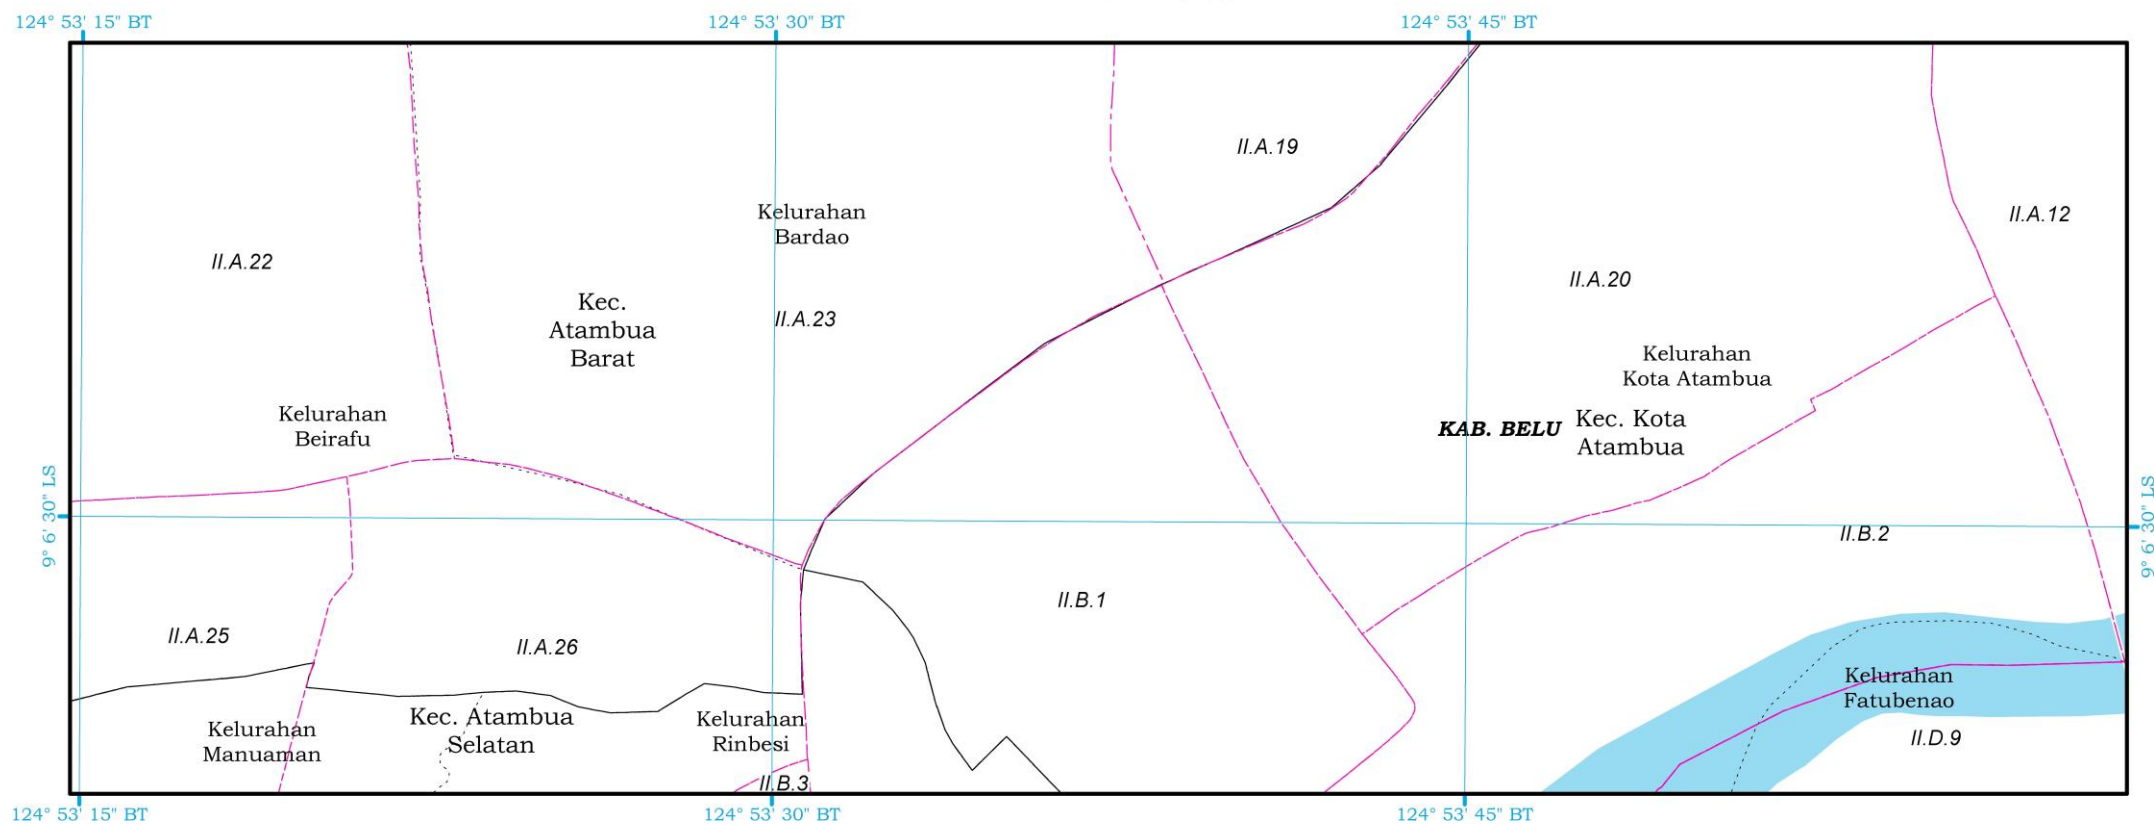 124° 53' 15" BT
124° 53' 30" BT
124° 53' 45" BT
II.A.19
Kelurahan
Bardao
II.A.12
II.A.22
II.A.20
Kec.
Atambua
Barat
II.A.23
Kelurahan
Kota Atambua
Kelurahan
Beirafu
KAB. BELU
Kec. Kota
Atambua
9° 6' 30" LS
9° 6' 30" LS
II.B.2
II.B.1
II.A.25
II.A.26
Kelurahan
Fatubenao
Kelurahan
Manuaman
Kec. Atambua
Selatan
Kelurahan
Rinbesi
II.D.9
II.B.3
124° 53' 15" BT
124° 53' 30" BT
124° 53' 45" BT